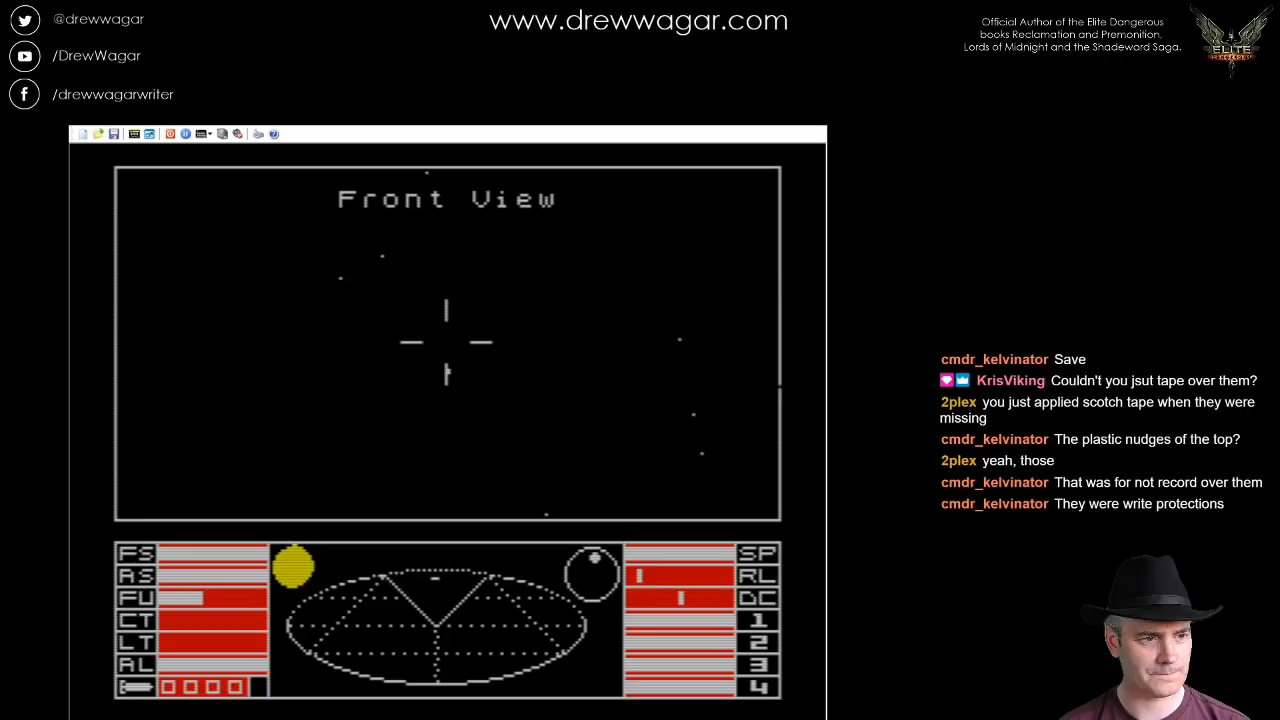 @drewwagar
/DrewWagar
/drewwagarwriter
www.drewwagar.com
Official Author of the Elite Dangerous
books Reclamation and Premonition,
Lords of Midnight and the Shadeward Saga.
ELITE
Front View
cmdr_kelvinator Save
KrisViking Couldn't you jsut tape over them?
2plex you just applied scotch tape when they were
missing
cmdr_kelvinator The plastic nudges of the top?
2plex yeah, those
cmdr_kelvinator That was for not record over them
cmdr_kelvinator They were write protections
FS
AS
FU
CT
LT
AL
SP
RL
DC
1
2
3
4